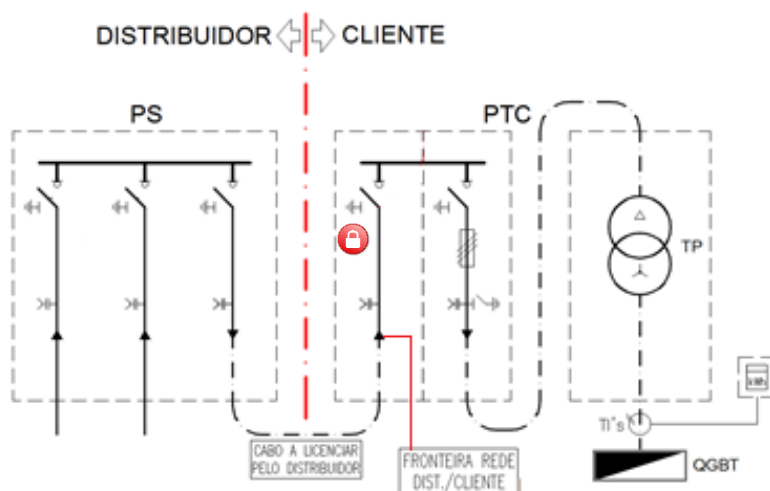 DISTRIBUIDOR CLIENTE
PS
PTC
TP
kWh
TI's
QGBT
CABO A LICENCIAR
PELO DISTRIBUIDOR
FRONTEIRA REDE
DIST./CLIENTE